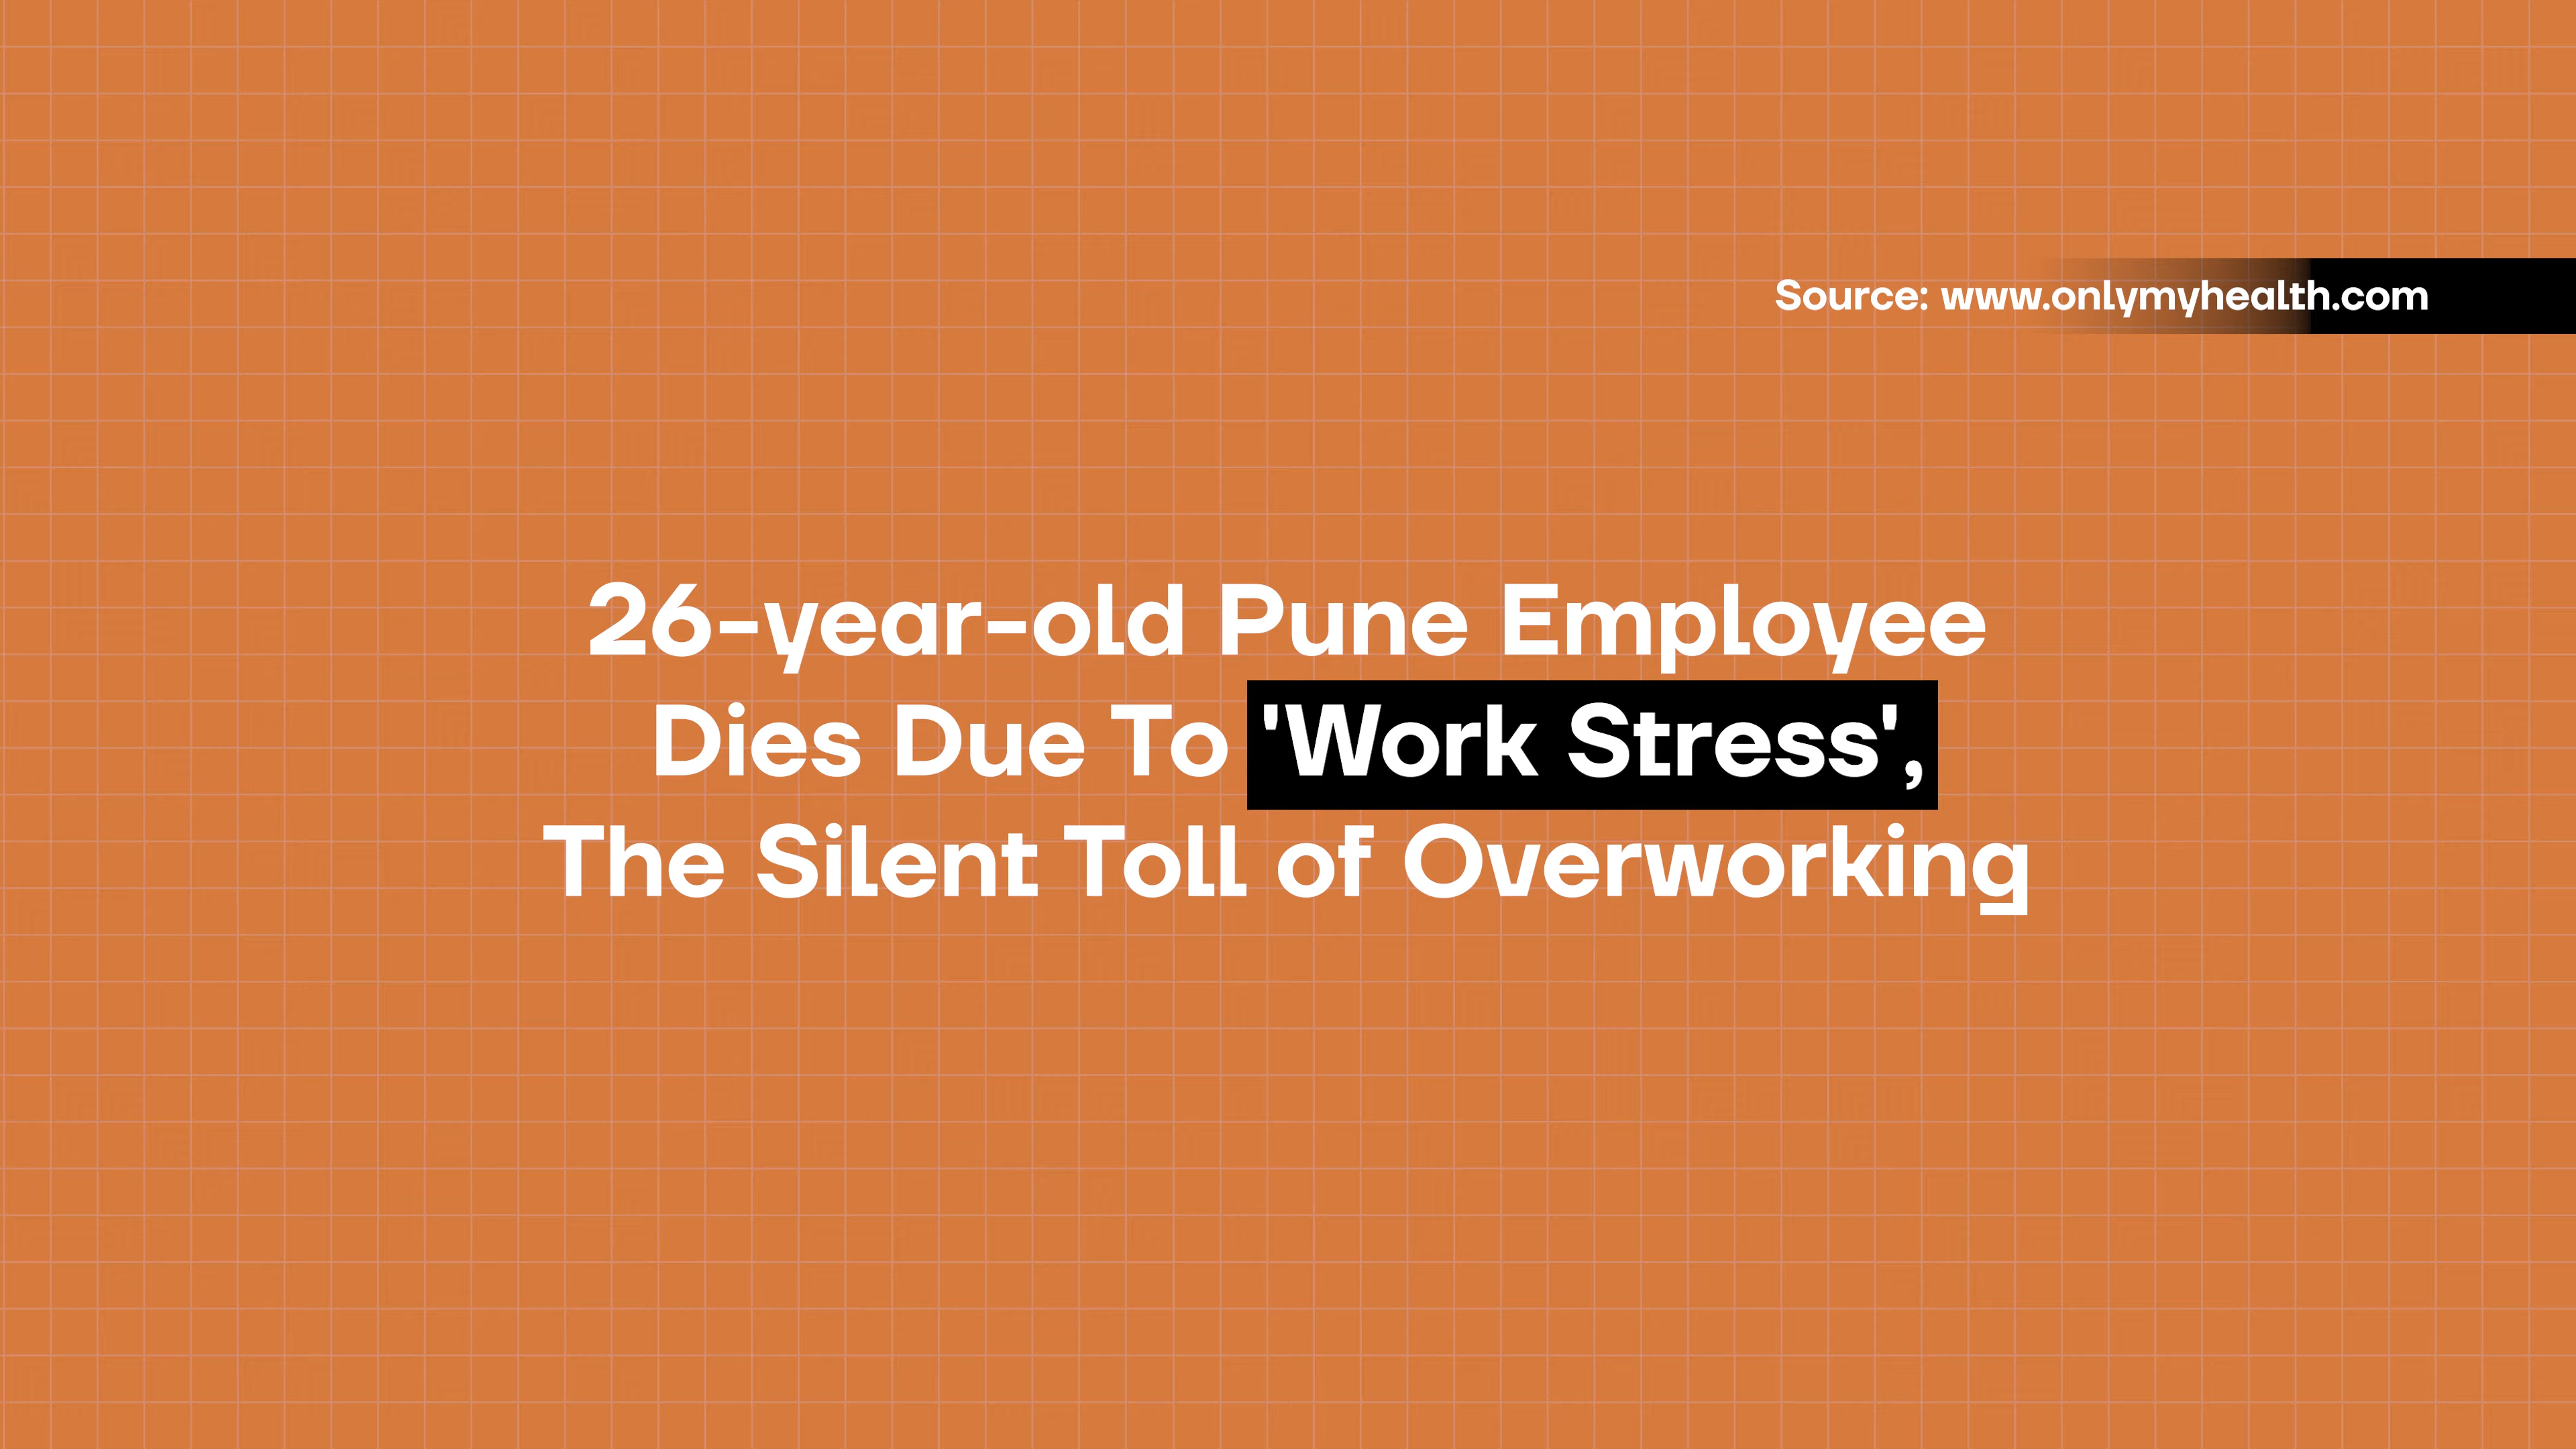 Source: www.onlymyhealth.com
26-year-old Pune Employee
Dies Due To 'Work Stress',
The Silent Toll of Overworking